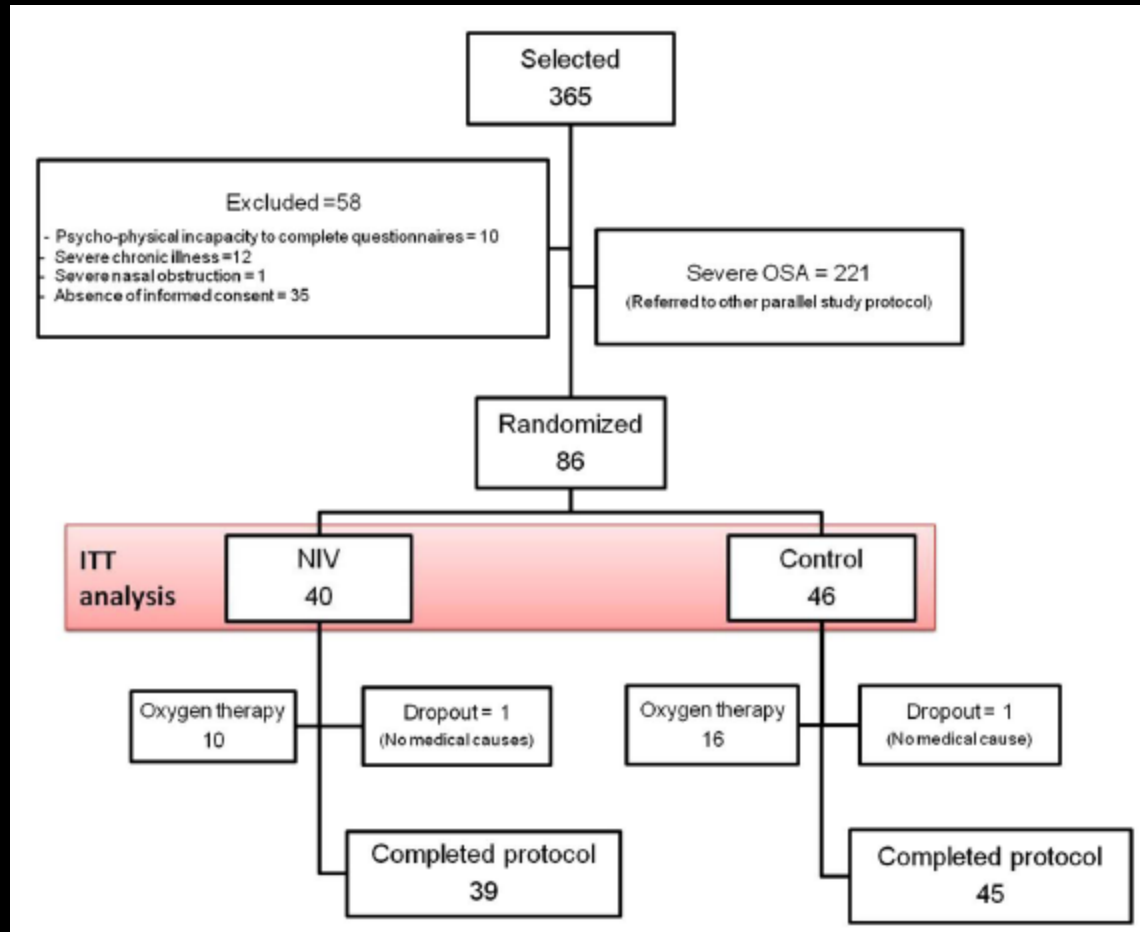 Selected
365
Excluded =58
- Psycho-physical incapacity to complete questionnaires = 10
- Severe chronic illness =12
- Severe nasal obstruction = 1
- Absence of informed consent = 35
Severe OSA = 221
(Referred to other parallel study protocol)
Randomized
86
ITT
analysis
NIV
40
Control
46
Oxygen therapy
10
Dropout = 1
(No medical causes)
Oxygen therapy
16
Dropout = 1
(No medical cause)
Completed protocol
39
Completed protocol
45